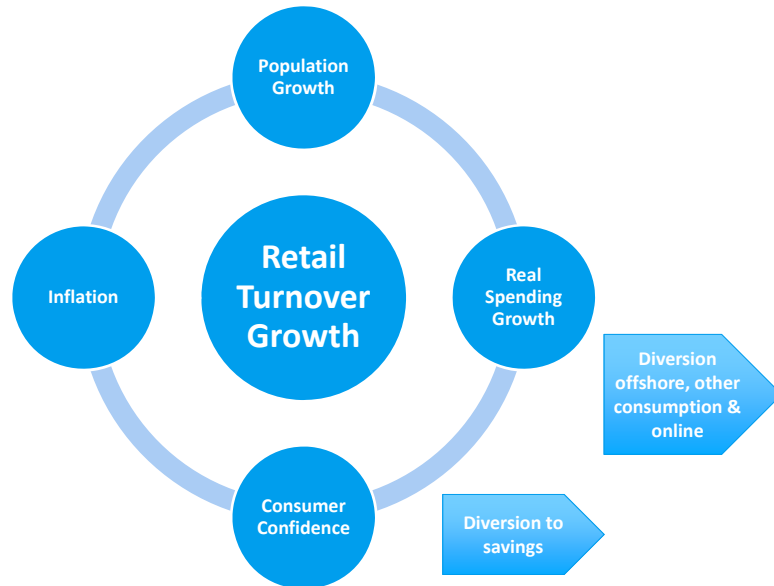 Population
Growth
Inflation
Retail
Turnover
Growth
Real
Spending
Growth
Diversion
offshore, other
consumption &
online
Consumer
Confidence
Diversion to
savings